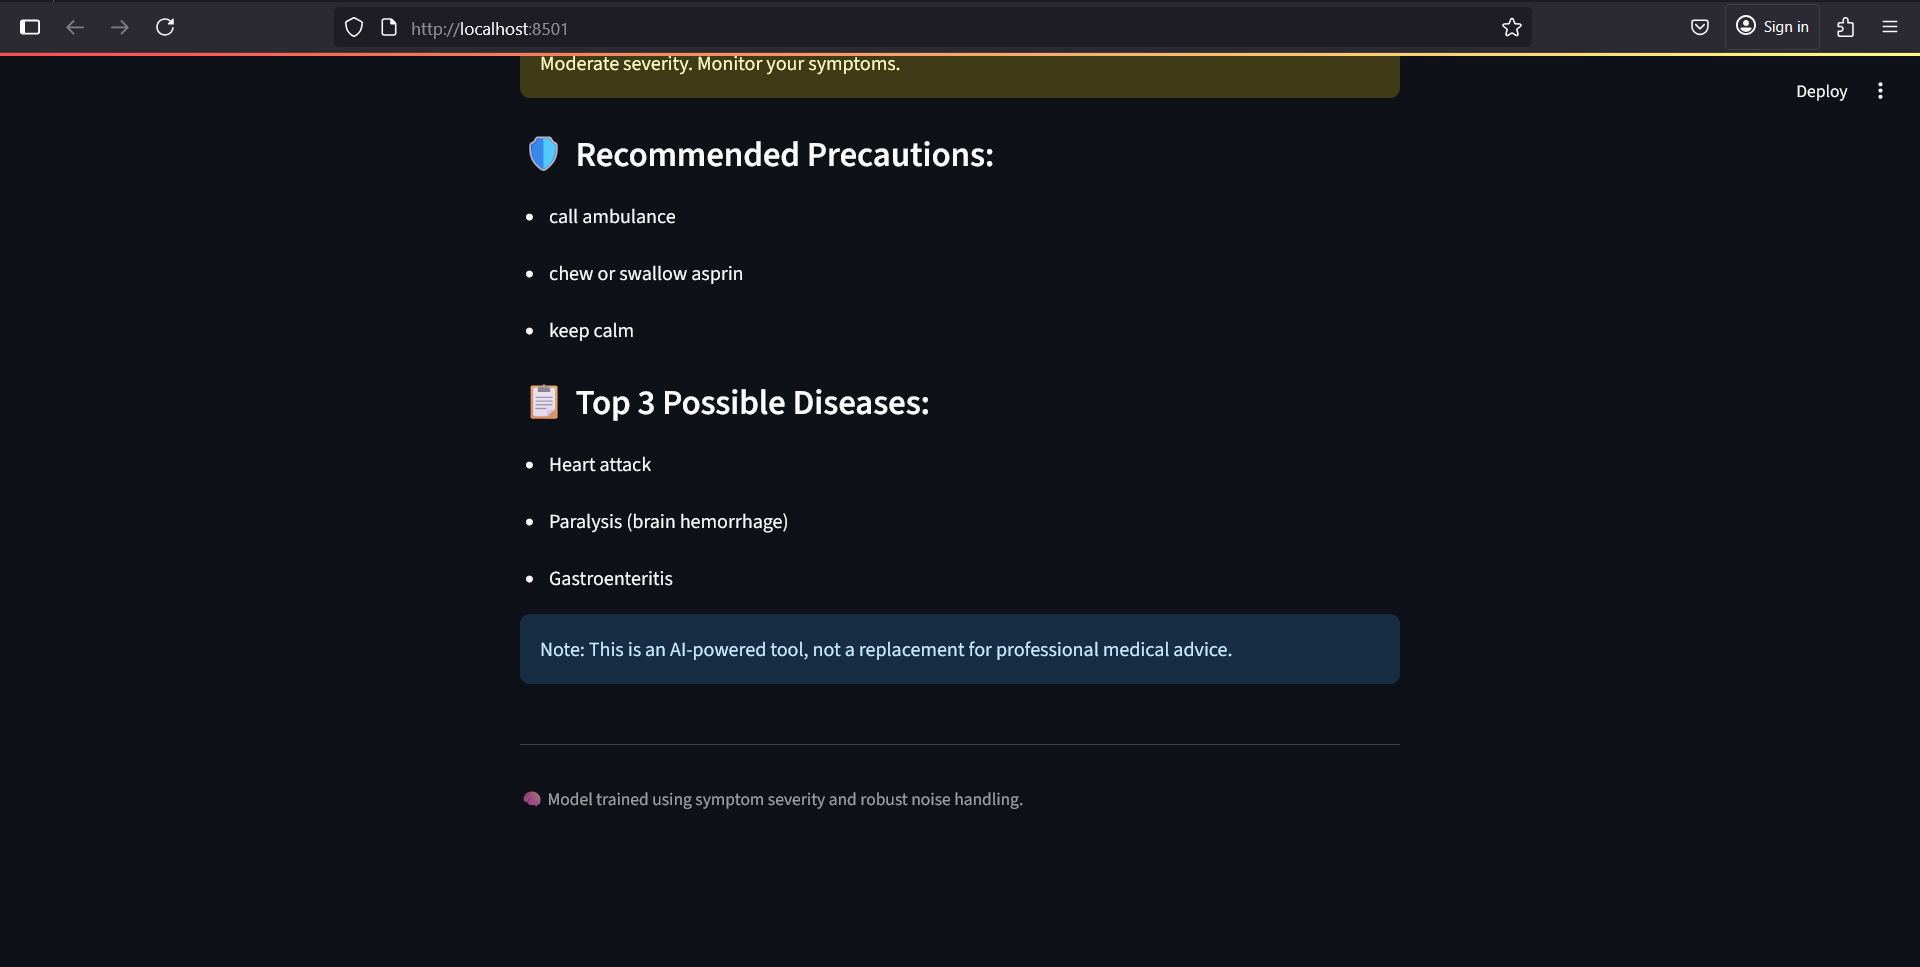 http://localhost:8501
Sign in
Moderate severity. Monitor your symptoms.
Deploy
Recommended Precautions:
call ambulance
chew or swallow asprin
keep calm
Top 3 Possible Diseases:
Heart attack
Paralysis (brain hemorrhage)
Gastroenteritis
Note: This is an AI-powered tool, not a replacement for professional medical advice.
Model trained using symptom severity and robust noise handling.